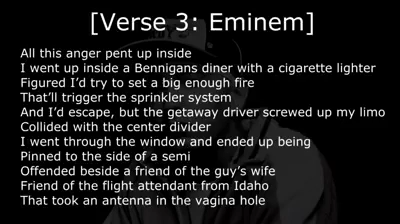 [Verse 3: Eminem]
All this anger pent up inside
I went up inside a Bennigans diner with a cigarette lighter
Figured I'd try to set a big enough fire
That'll trigger the sprinkler system
And I'd escape, but the getaway driver screwed up my limo
Collided with the center divider
I went through the window and ended up being
Pinned to the side of a semi
Offended beside a friend of the guy's wife
Friend of the flight attendant from Idaho
That took an antenna in the vagina hole